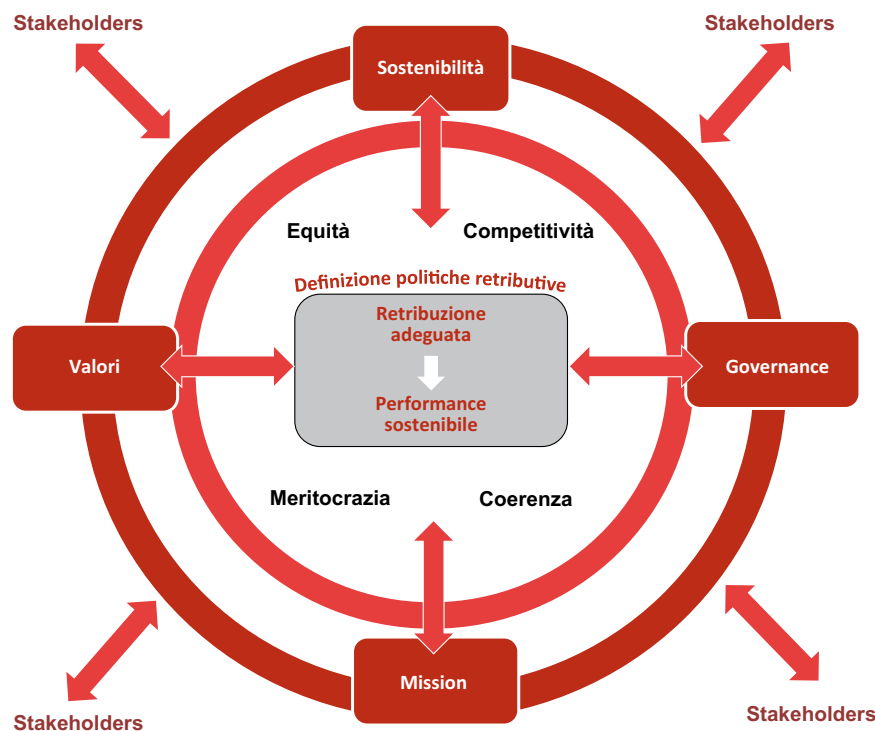 Stakeholders
Stakeholders
Sostenibilità
Equità
Competitività
Definizione politiche retributive
Retribuzione
adeguata
Valori
Governance
Performance
sostenibile
Meritocrazia
Coerenza
Mission
Stakeholders
Stakeholders